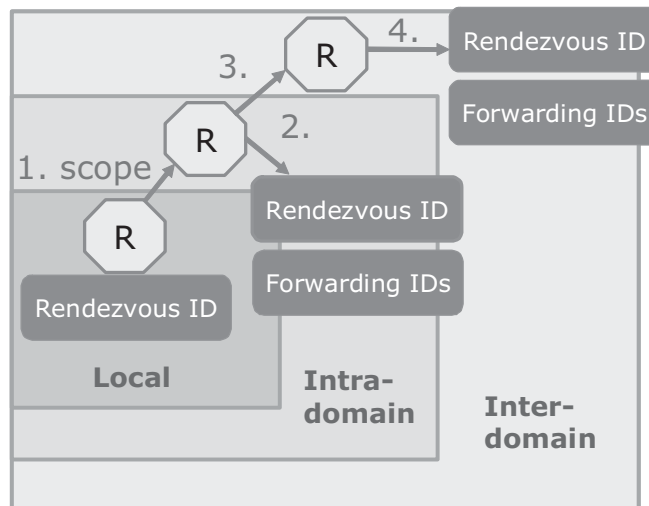 4.
Rendezvous ID
R
3.
Forwarding IDs
2.
R
1. scope
Rendezvous ID
R
Forwarding IDs
Rendezvous ID
Local
Intra-
domain
Inter-
domain